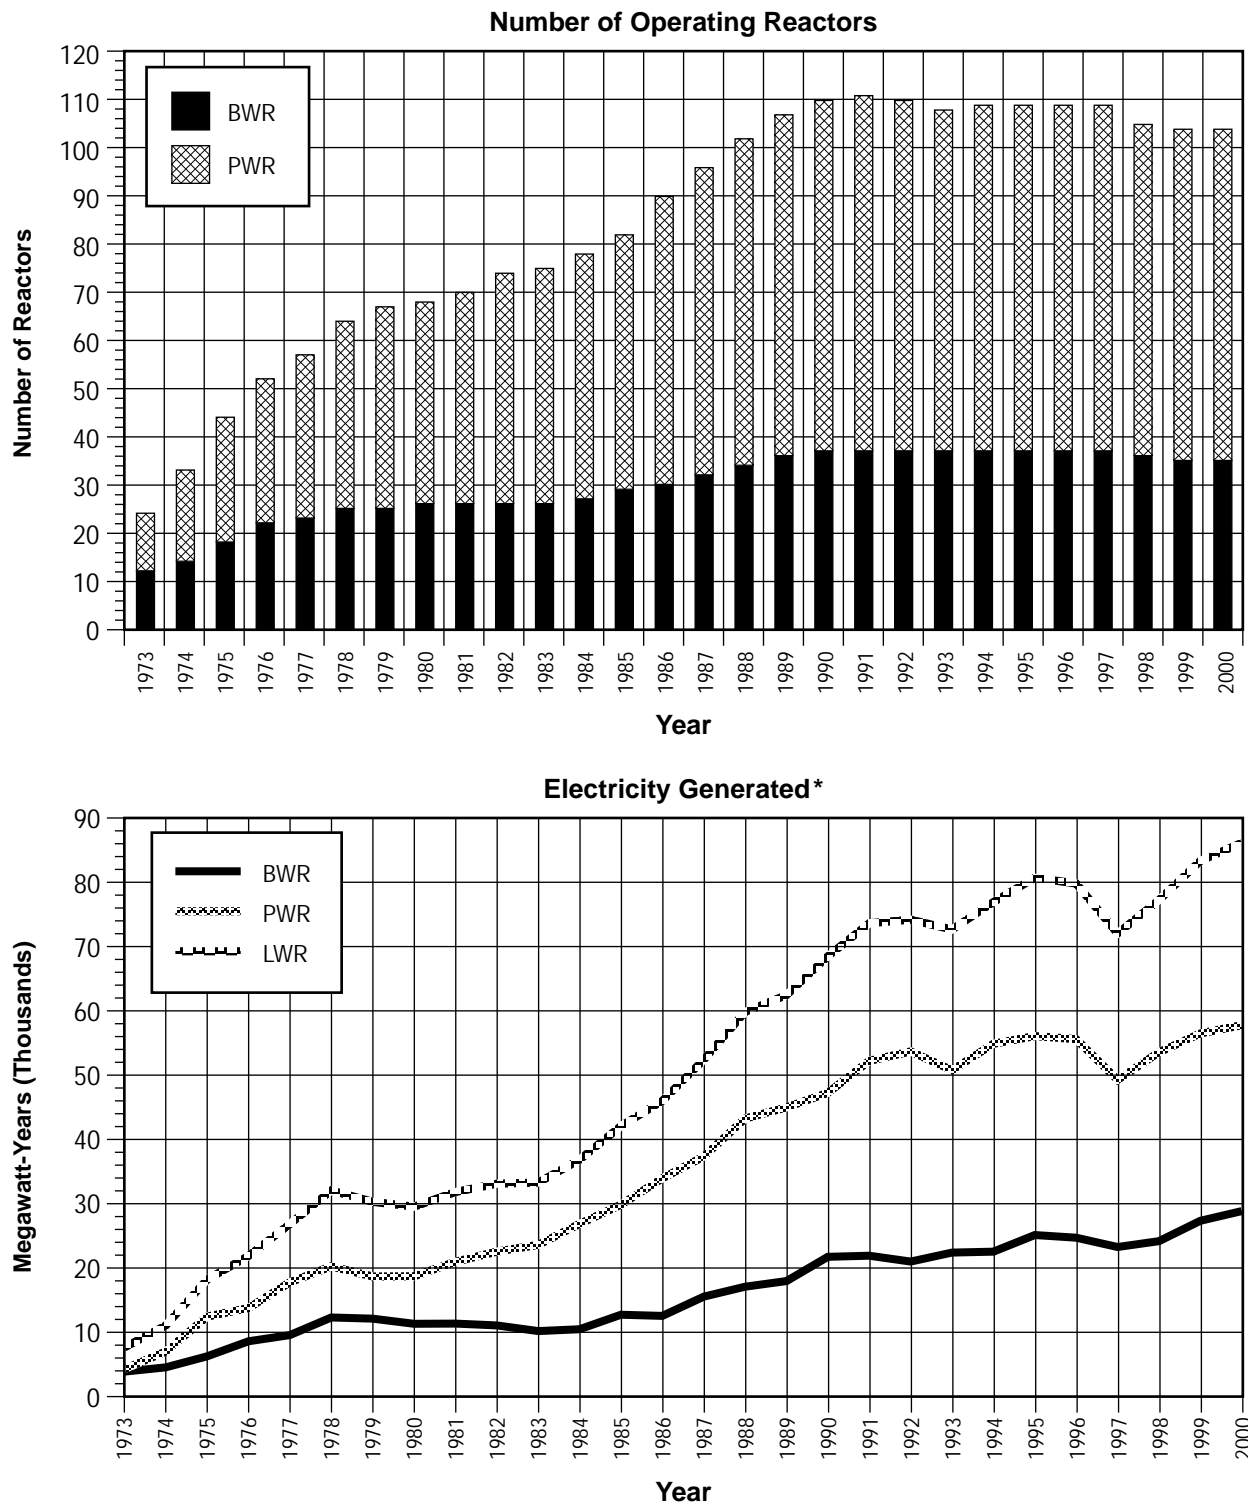 Number of Operating Reactors
120
110
100
90
80
70
60
50
40
30
20
10
0
BWR
PWR
Number of Reactors
1973 1974 1975 1976 1977 1978 1979 1980 1981 1982 1983 1984 1985 1986 1987 1988 1989 1990 1991 1992 1993 1994 1995 1996 1997 1998 1999 2000
Year
Electricity Generated*
90
80
70
60
50
40
30
20
10
0
BWR
PWR
LWR
Megawatt-Years (Thousands)
1973 1974 1975 1976 1977 1978 1979 1980 1981 1982 1983 1984 1985 1986 1987 1988 1989 1990 1991 1992 1993 1994 1995 1996 1997 1998 1999 2000
Year